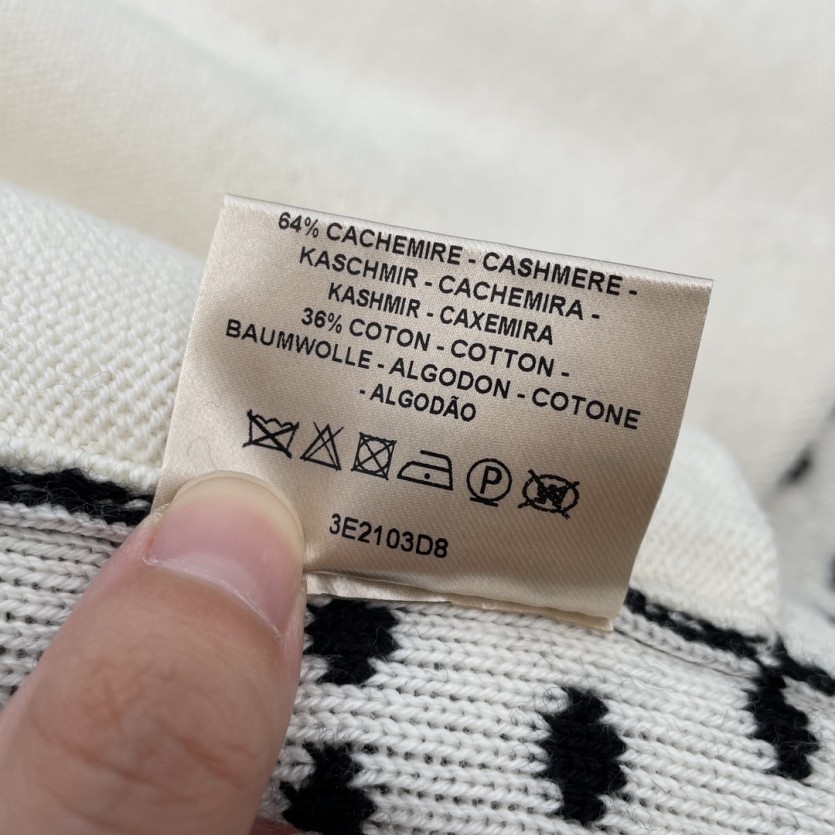 64% CACHEMIRE - CASHMERE -
KASCHMIR - CACHEMIRA -
KASHMIR - CAXEMIRA
36% COTON - COTTON -
BAUMWOLLE - ALGODON - COTONE
- ALGODÃO
P
3E2103D8